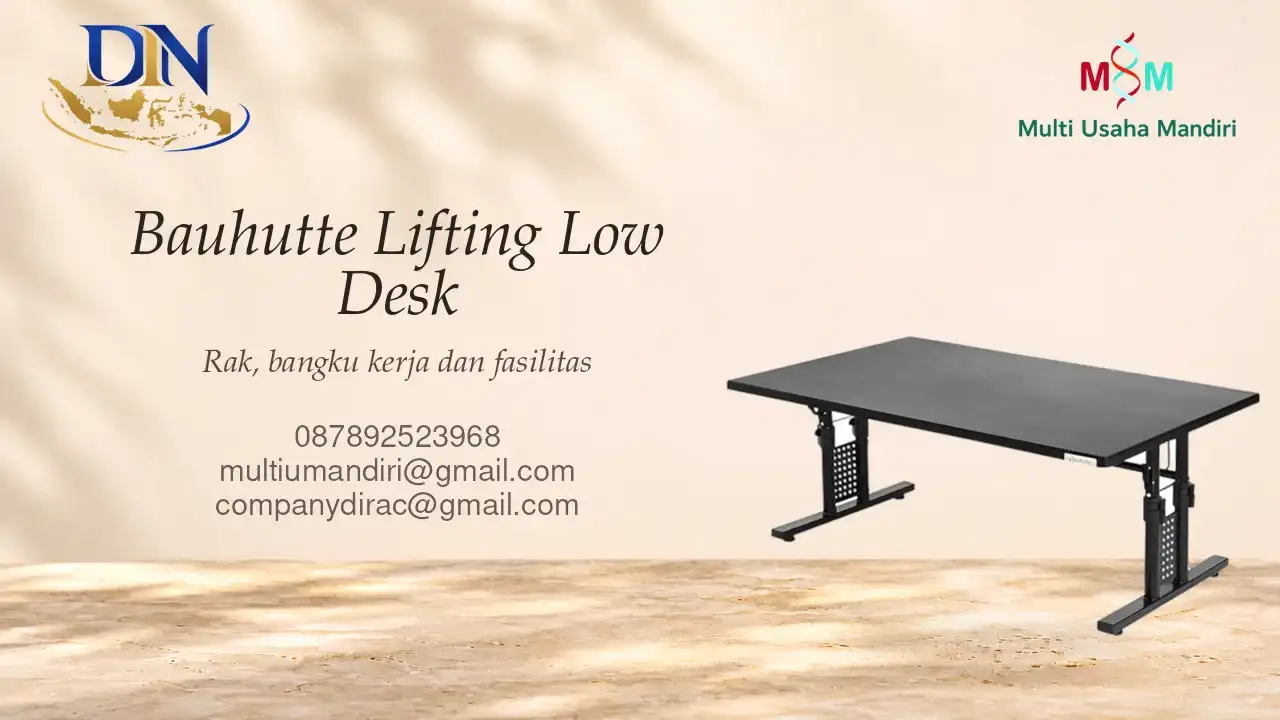 DN
M M
Multi Usaha Mandiri
Bauhutte Lifting Low
Desk
Rak, bangku kerja dan fasilitas
087892523968
multiumandiri@gmail.com
companydirac@gmail.com